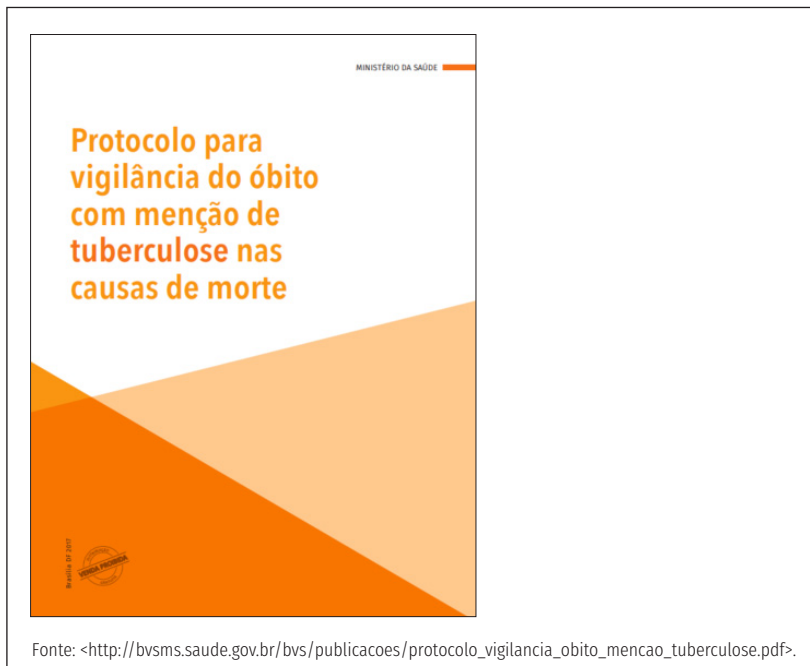 MINISTÉRIO DA SAÚDE
Protocolo para
vigilância do óbito
com menção de
tuberculose nas
causas de morte
Brasília DF 2017
VENDA PROIBIDA
Fonte: <http://bvsms.saude.gov.br/bvs/publicacoes/protocolo_vigilancia_obito_mencao_tuberculose.pdf>.